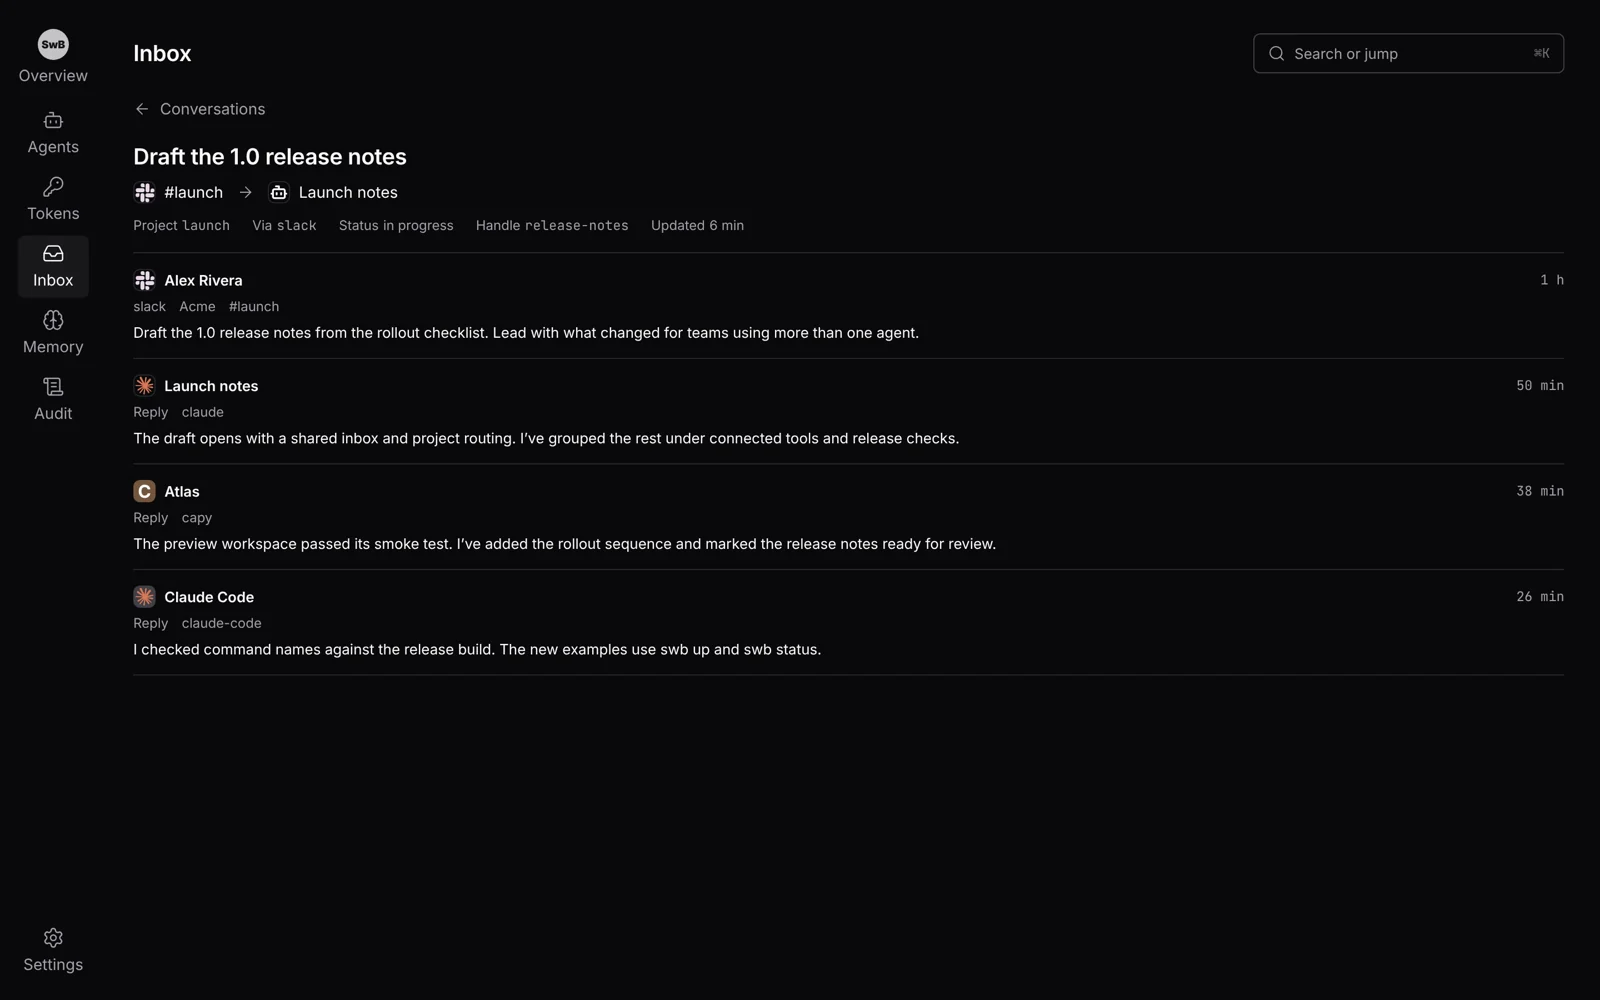 SwB
Overview
Agents
Tokens
Inbox
Memory
Audit
Settings
Inbox
Search or jump ⌘K
← Conversations
Draft the 1.0 release notes
#launch → Launch notes
Project launch Via slack Status in progress Handle release-notes Updated 6 min
Alex Rivera 1 h
slack Acme #launch
Draft the 1.0 release notes from the rollout checklist. Lead with what changed for teams using more than one agent.
Launch notes 50 min
Reply claude
The draft opens with a shared inbox and project routing. I’ve grouped the rest under connected tools and release checks.
C Atlas 38 min
Reply capy
The preview workspace passed its smoke test. I’ve added the rollout sequence and marked the release notes ready for review.
Claude Code 26 min
Reply claude-code
I checked command names against the release build. The new examples use swb up and swb status.